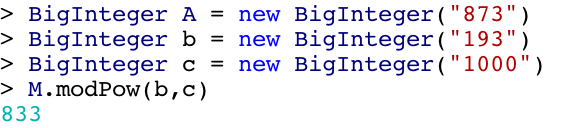 > BigInteger A = new BigInteger("873")
> BigInteger b = new BigInteger("193")
> BigInteger c = new BigInteger("1000")
> M.modPow(b,c)
833